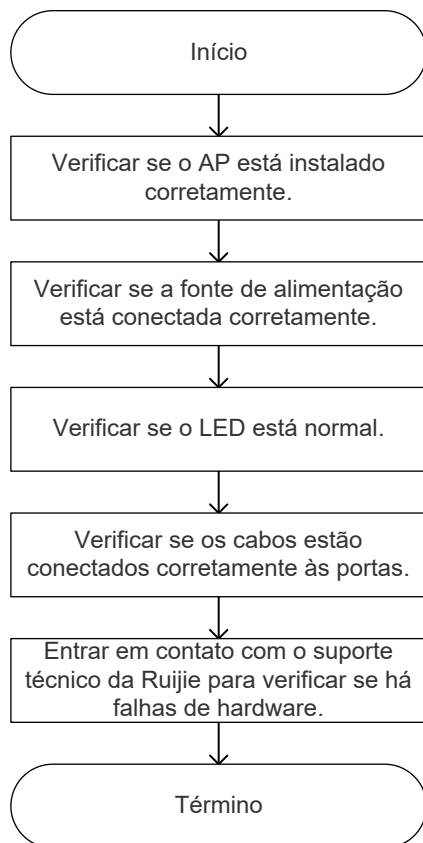 Início
Verificar se o AP está instalado
corretamente.
Verificar se a fonte de alimentação
está conectada corretamente.
Verificar se o LED está normal.
Verificar se os cabos estão
conectados corretamente às portas.
Entrar em contato com o suporte
técnico da Ruijie para verificar se há
falhas de hardware.
Término